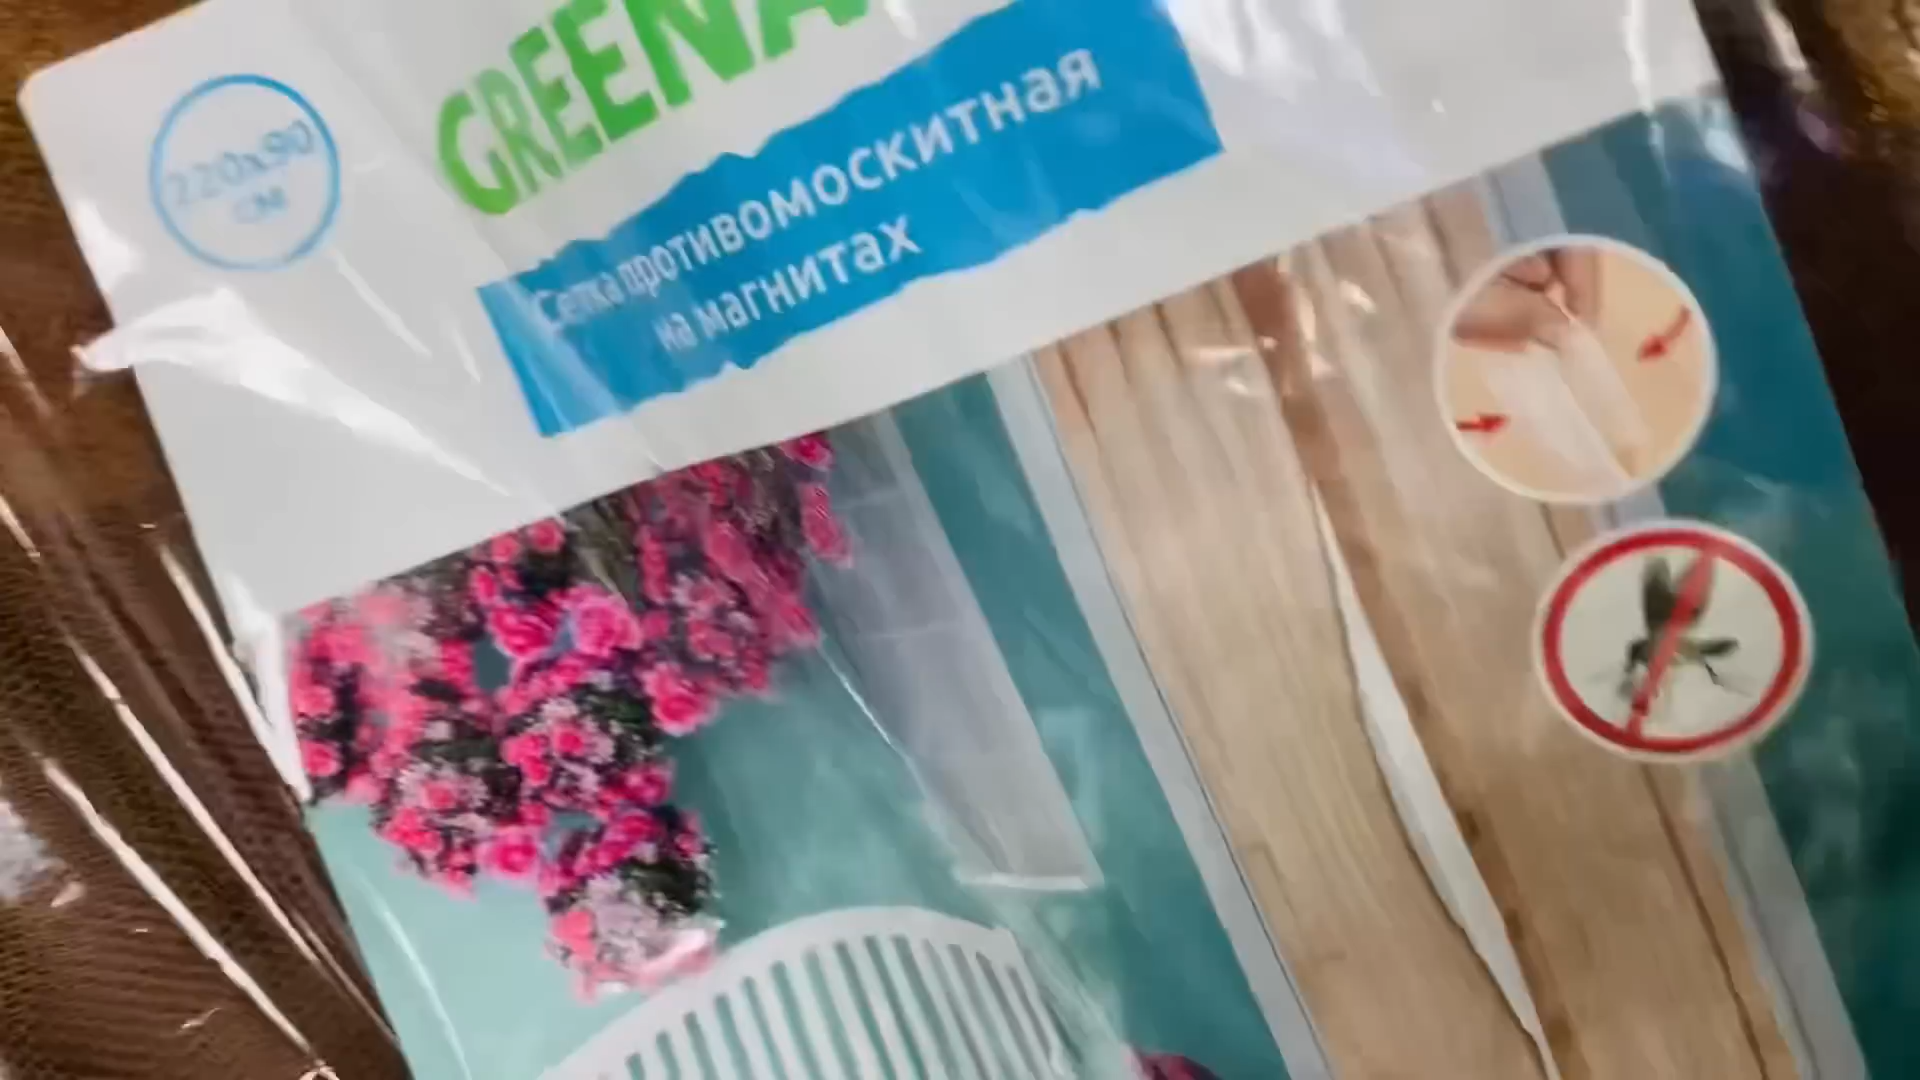 220x90
см
GREENA
Сетка противомоскитная
на магнитах